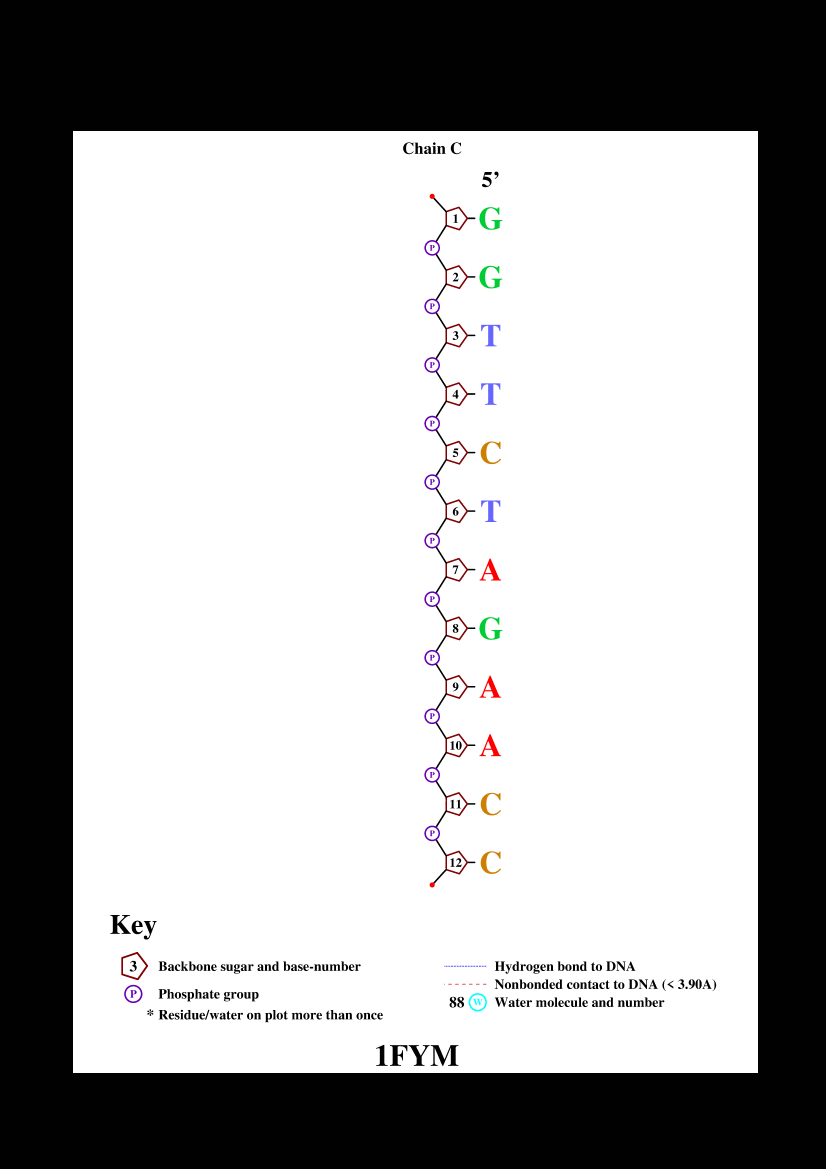 Chain C
5’
1 G
P
2 G
P
3 T
P
4 T
P
5 C
P
6 T
P
7 A
P
8 G
P
9 A
P
10 A
P
11 C
P
12 C
Key
3 Backbone sugar and base-number
P Phosphate group
* Residue/water on plot more than once
Hydrogen bond to DNA
Nonbonded contact to DNA (< 3.90A)
88 W Water molecule and number
1FYM